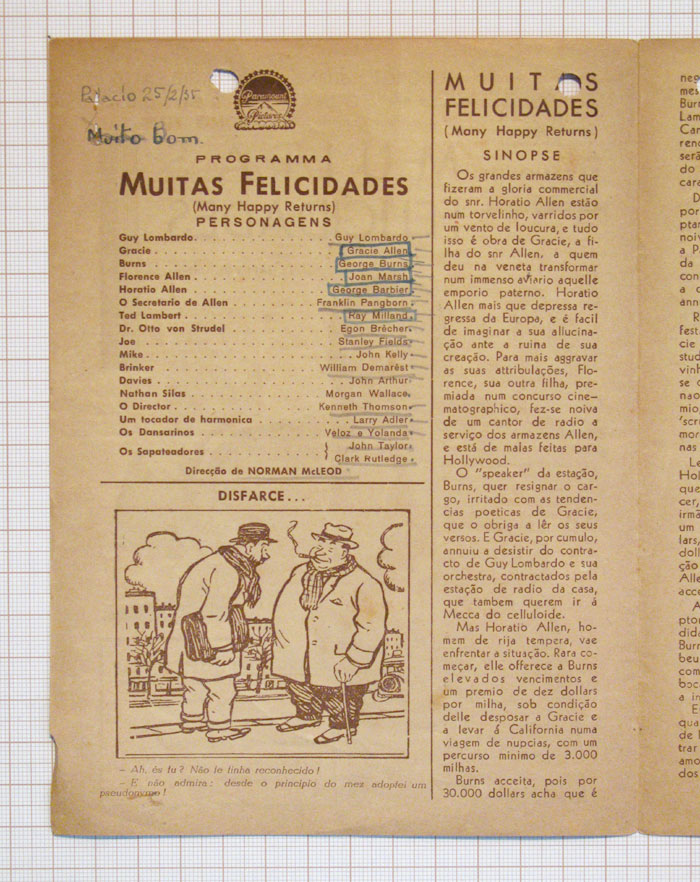 Palacio 25/2/35
Muito bom.
Paramount
Pictures
PROGRAMMA
MUITAS FELICIDADES
(Many Happy Returns)
PERSONAGENS
Guy Lombardo. . . . . . . . . . . . Guy Lombardo.
Gracie . . . . . . . . . . . . Gracie Allen
Burns . . . . . . . . . . . . George Burns
Florence Allen . . . . . . . . . . . . Joan Marsh
Horatio Allen . . . . . . . . . . . . George Barbier
O Secretario de Allen . . . . . . . . . Franklin Pangborn.
Ted Lambert . . . . . . . . . . . . Ray Milland.
Dr. Otto von Strudel . . . . . . . . . . Egon Brêcher.
Joe . . . . . . . . . . . . Stanley Fields.
Mike . . . . . . . . . . . . John Kelly.
Brinker . . . . . . . . . . . . William Demarést.
Davies . . . . . . . . . . . . John Arthur.
Nathan Silas . . . . . . . . . . . . Morgan Wallace.
O Director . . . . . . . . . . . . Kenneth Thomson.
Um tocador de harmonica . . . . . . . . Larry Adler.
Os Dansarinos . . . . . . . . . . . . Veloz e Yolanda.
Os Sapateadores . . . . . . . . . . { John Taylor.
Clark Rutledge.
Direcção de NORMAN McLEOD
DISFARCE...
— Ah, és tu? Não te tinha reconhecido!
— E não admira: desde o principio do mez adoptei um
pseudonymo!
MUITAS
FELICIDADES
(Many Happy Returns)
SINOPSE
Os grandes armazens que
fizeram a gloria commercial
do snr. Horatio Allen estão
num torvelinho, varridos por
um vento de loucura, e tudo
isso é obra de Gracie, a fi-
lha do snr Allen, a quem
deu na veneta transformar
num immenso aviario aquelle
emporio paterno. Horatio
Allen mais que depressa re-
gressa da Europa, e é facil
de imaginar a sua allucina-
ção ante a ruina de sua
creação. Para mais aggravar
as suas attribulações, Flo-
rence, sua outra filha, pre-
miada num concurso cine-
matographico, fez-se noiva
de um cantor de radio a
serviço dos armazens Allen,
e está de malas feitas para
Hollywood.
O "speaker" da estação,
Burns, quer resignar o car-
go, irritado com as tenden-
cias poeticas de Gracie,
que o obriga a lêr os seus
versos. E Gracie, por cumulo,
annuiu a desistir do contra-
cto de Guy Lombardo e sua
orchestra, contractados pela
estação de radio da casa,
que tambem querem ir á
Mecca do celluloide.
Mas Horatio Allen, ho-
mem de rija tempera, vae
enfrentar a situação. Rara co-
meçar, elle offerece a Burns
elevados vencimentos e
um premio de dez dollars
por milha, sob condição
delle desposar a Gracie e
a levar á California numa
viagem de nupcias, com um
percurso minimo de 3.000
milhas.
Burns acceita, pois por
30.000 dollars acha que é